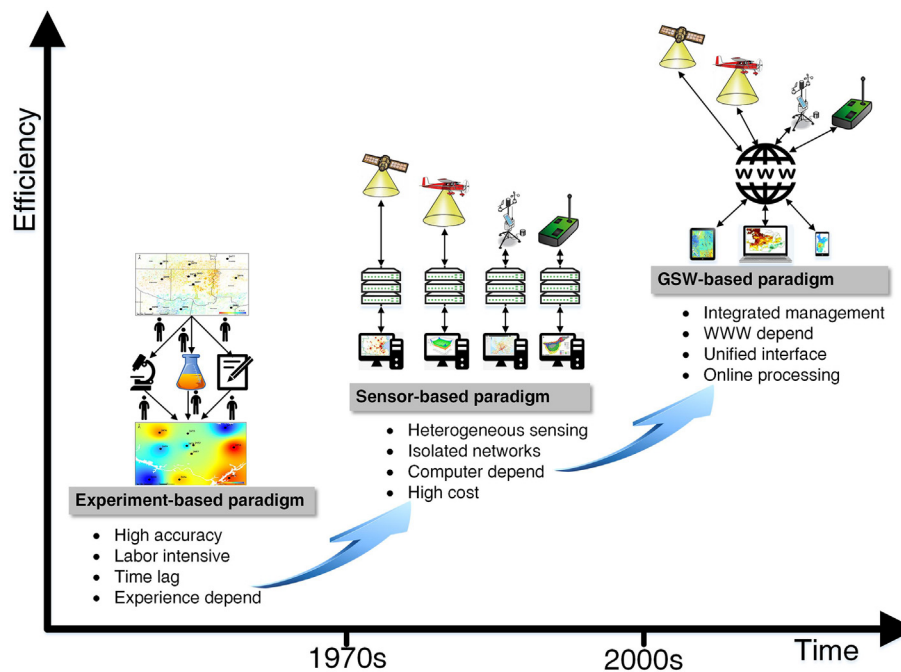 Efficiency
W W W
GSW-based paradigm
• Integrated management
• WWW depend
• Unified interface
• Online processing
Sensor-based paradigm
• Heterogeneous sensing
• Isolated networks
• Computer depend
• High cost
Experiment-based paradigm
• High accuracy
• Labor intensive
• Time lag
• Experience depend
1970s
2000s
Time